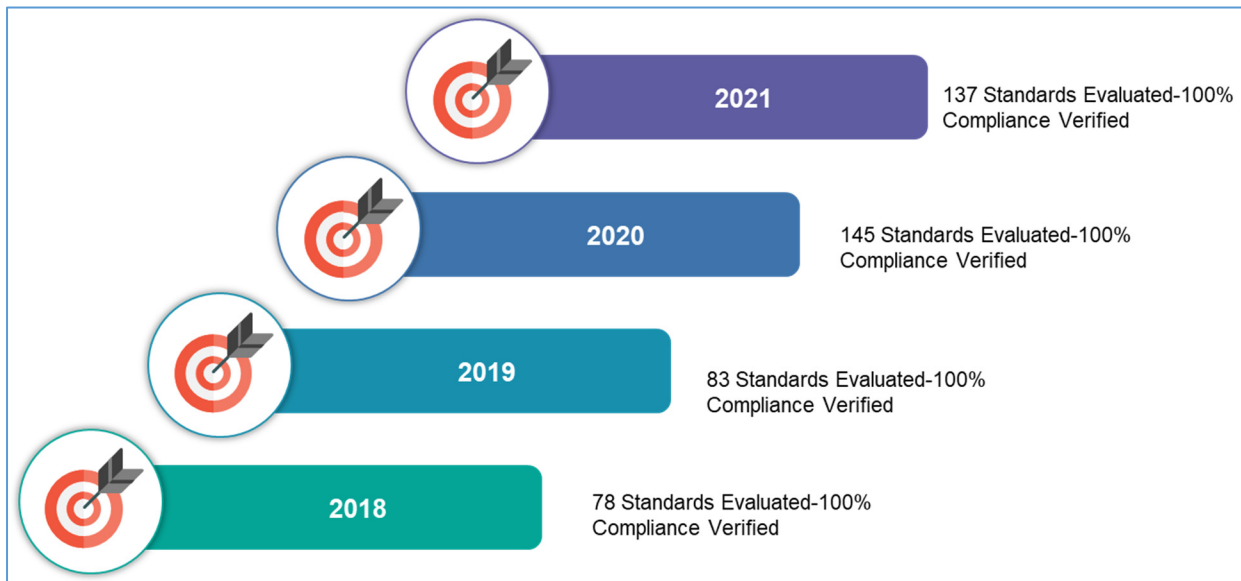 2021
137 Standards Evaluated-100%
Compliance Verified
2020
145 Standards Evaluated-100%
Compliance Verified
2019
83 Standards Evaluated-100%
Compliance Verified
2018
78 Standards Evaluated-100%
Compliance Verified